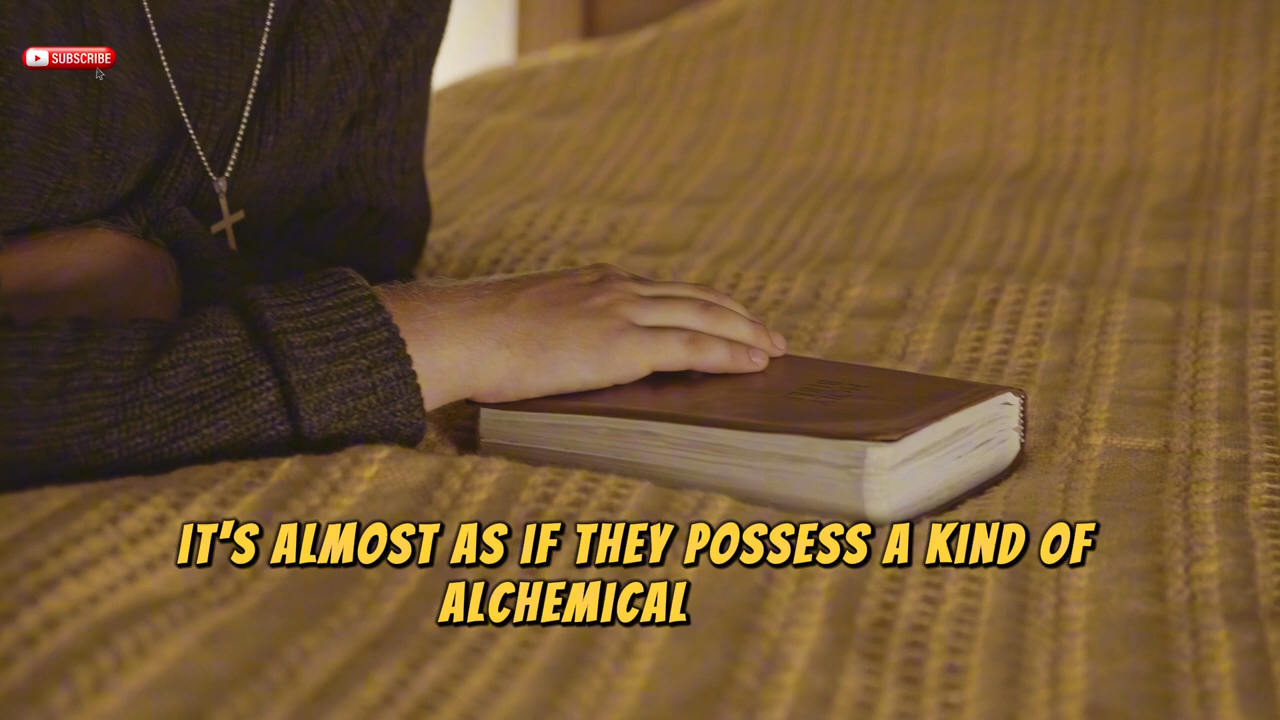 SUBSCRIBE
IT'S ALMOST AS IF THEY POSSESS A KIND OF
ALCHEMICAL